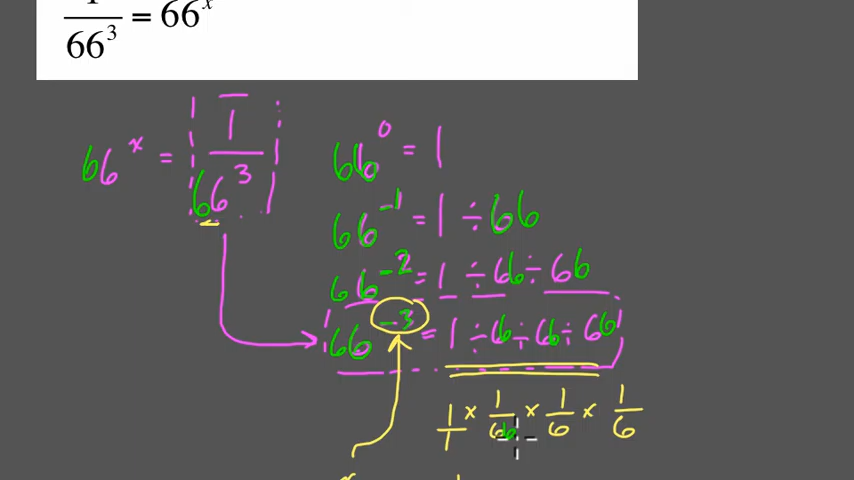 66³ = 66ˣ
66ˣ = 1/66³
66⁰ = 1
66⁻¹ = 1 ÷ 66
66⁻² = 1 ÷ 66 ÷ 66
66⁻³ = 1 ÷ 66 ÷ 66 ÷ 66
1/1 × 1/66 × 1/6 × 1/6